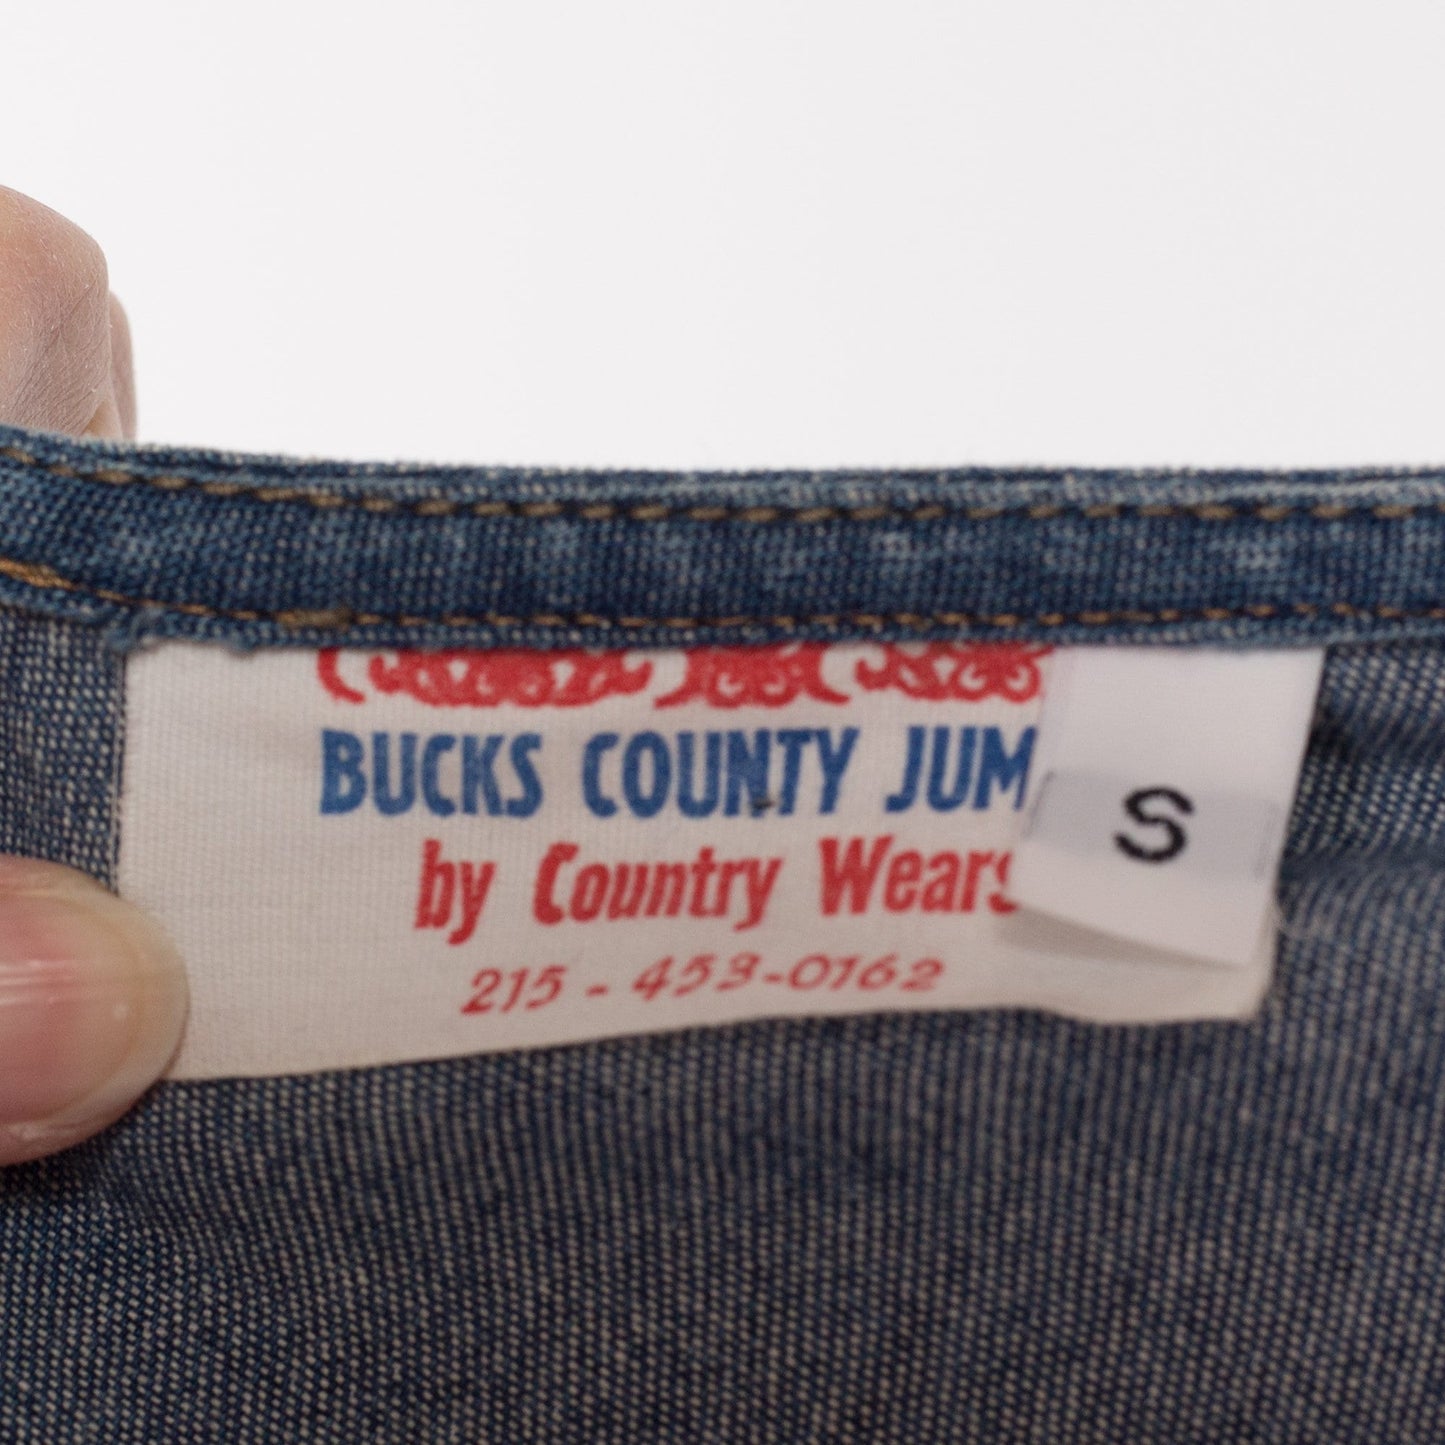 BUCKS COUNTY JUM
by Country Wears
215-453-0162
S